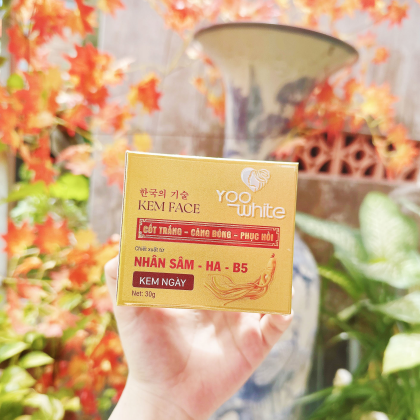 한국의 기술
KEM FACE
YOO
white
CỐT TRẮNG - CĂNG BÓNG - PHỤC HỒI
Chiết xuất từ
NHÂN SÂM - HA - B5
KEM NGÀY
Net: 30g